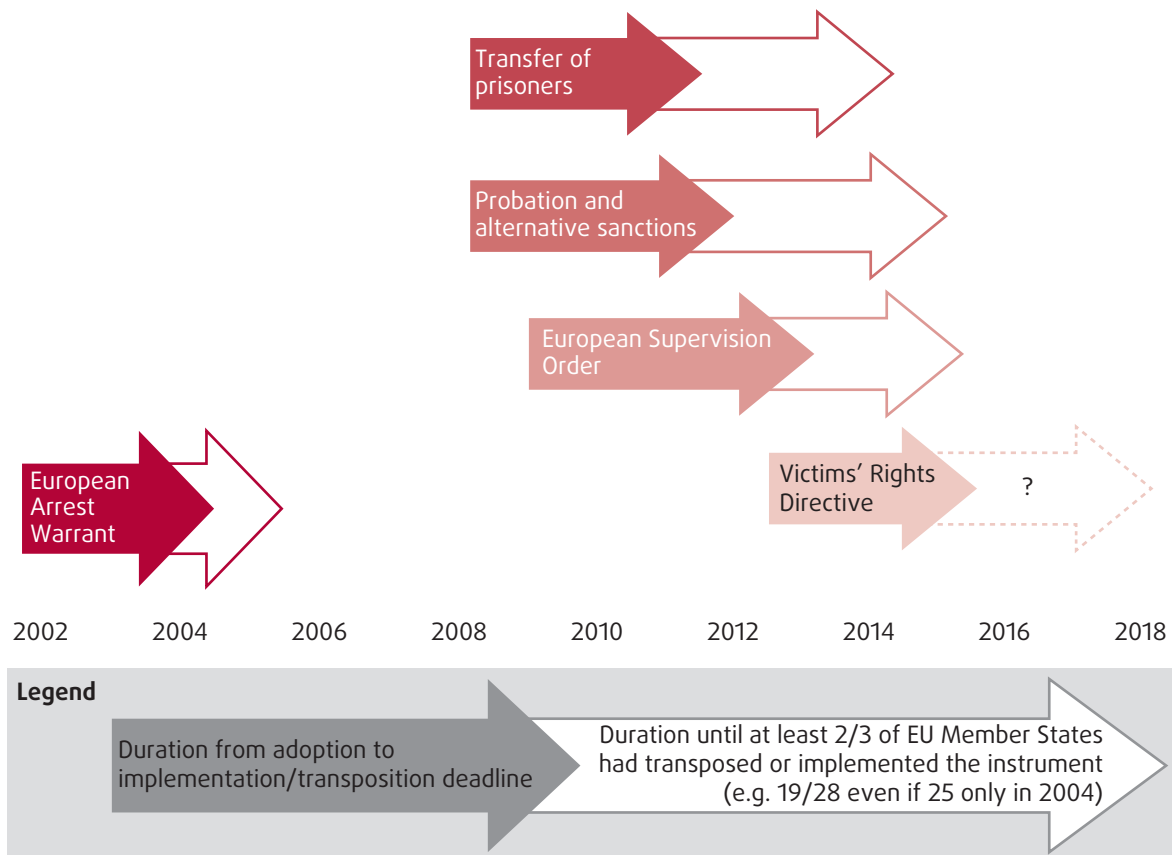 Transfer of
prisoners
Probation and
alternative sanctions
European Supervision
Order
European
Arrest
Warrant
Victims’ Rights
Directive
?
2002 2004 2006 2008 2010 2012 2014 2016 2018
Legend
Duration from adoption to
implementation/transposition deadline
Duration until at least 2/3 of EU Member States
had transposed or implemented the instrument
(e.g. 19/28 even if 25 only in 2004)